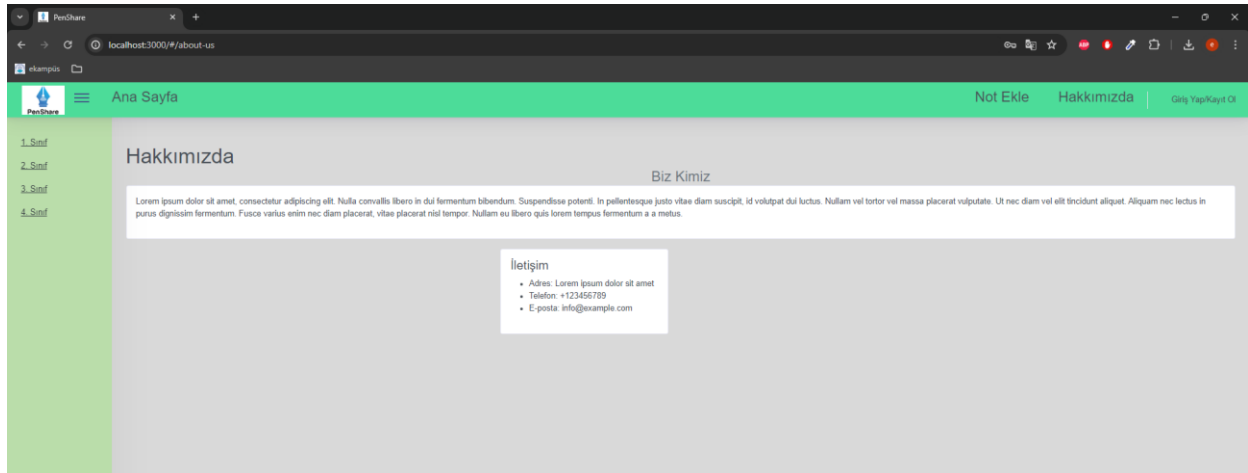 PenShare
localhost:3000/#/about-us
ABP
ekampüs
PenShare
Ana Sayfa
Not Ekle
Hakkımızda
Giriş Yap/Kayıt Ol
1. Sınıf
2. Sınıf
3. Sınıf
4. Sınıf
Hakkımızda
Biz Kimiz
Lorem ipsum dolor sit amet, consectetur adipiscing elit. Nulla convallis libero in dui fermentum bibendum. Suspendisse potenti. In pellentesque justo vitae diam suscipit, id volutpat dui luctus. Nullam vel tortor vel massa placerat vulputate. Ut nec diam vel elit tincidunt aliquet. Aliquam nec lectus in
purus dignissim fermentum. Fusce varius enim nec diam placerat, vitae placerat nisl tempor. Nullam eu libero quis lorem tempus fermentum a a metus.
İletişim
Adres: Lorem ipsum dolor sit amet
Telefon: +123456789
E-posta: info@example.com